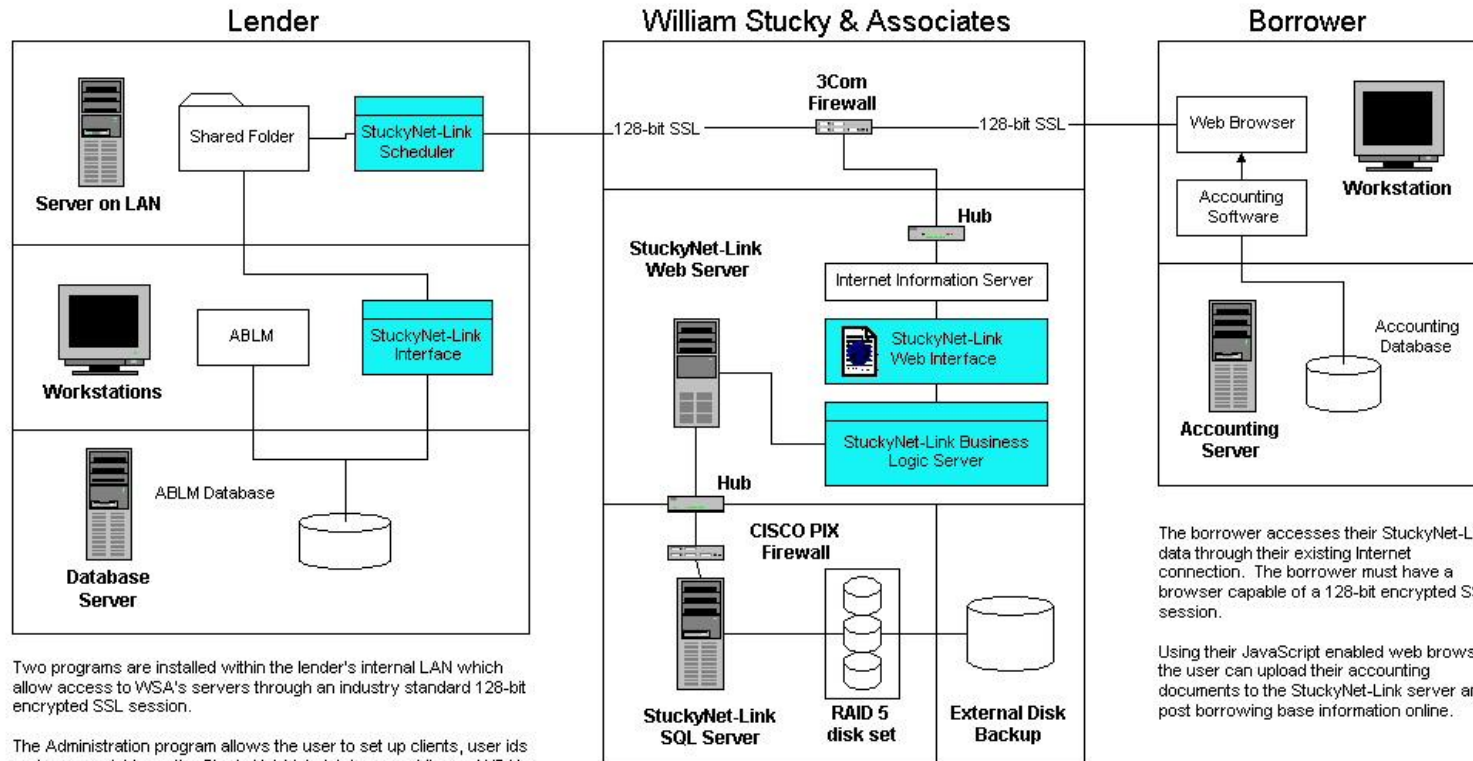 Lender
William Stucky & Associates
Borrower
Server on LAN
Shared Folder
StuckyNet-Link
Scheduler
128-bit SSL
3Com
Firewall
128-bit SSL
Web Browser
Accounting
Software
Workstation
Hub
StuckyNet-Link
Web Server
Internet Information Server
StuckyNet-Link
Web Interface
StuckyNet-Link Business
Logic Server
Workstations
ABLM
StuckyNet-Link
Interface
Accounting
Database
Accounting
Server
Hub
ABLM Database
Database
Server
CISCO PIX
Firewall
StuckyNet-Link
SQL Server
RAID 5
disk set
External Disk
Backup
Two programs are installed within the lender's internal LAN which
allow access to WSA's servers through an industry standard 128-bit
encrypted SSL session.
The Administration program allows the user to set up clients, user ids
The borrower accesses their StuckyNet-L
data through their existing Internet
connection. The borrower must have a
browser capable of a 128-bit encrypted
session.
Using their JavaScript enabled web brows
the user can upload their accounting
documents to the StuckyNet-Link server
post borrowing base information online.